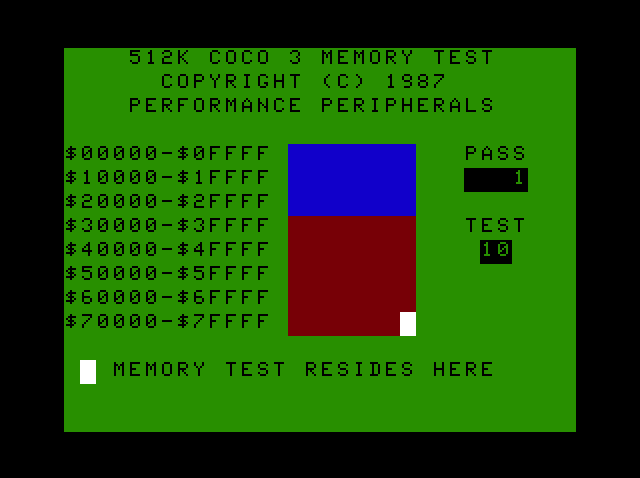 512K COCO 3 MEMORY TEST
COPYRIGHT (C) 1987
PERFORMANCE PERIPHERALS
$00000-$0FFFF PASS
$10000-$1FFFF 1
$20000-$2FFFF
$30000-$3FFFF TEST
$40000-$4FFFF 10
$50000-$5FFFF
$60000-$6FFFF
$70000-$7FFFF
MEMORY TEST RESIDES HERE